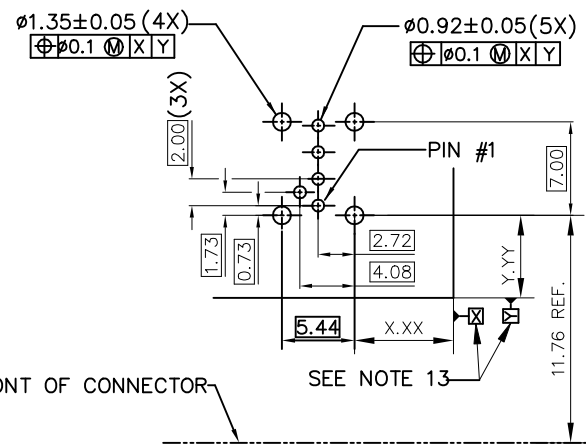 ø1.35±0.05 (4X)
⌖ ø0.1 Ⓜ X Y
ø0.92±0.05 (5X)
⌖ ø0.1 Ⓜ X Y
2.00 (3X)
PIN #1
7.00
1.73
0.73
2.72
4.08
Y.YY
5.44
X.XX
X
Y
11.76 REF.
SEE NOTE 13
ONT OF CONNECTOR